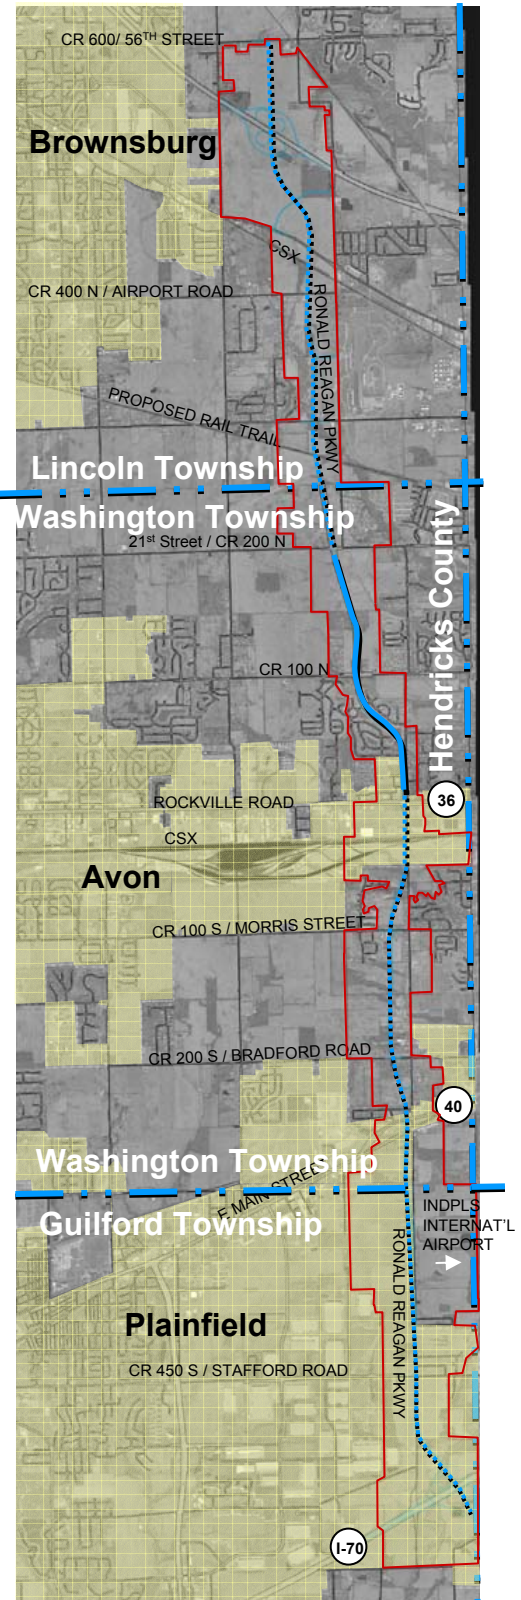 CR 600/ 56TH STREET
Brownsburg
CSX
CR 400 N / AIRPORT ROAD
RONALD REAGAN PKWY
PROPOSED RAIL TRAIL
Lincoln Township
Washington Township
21st Street / CR 200 N
Hendricks County
CR 100 N
36
ROCKVILLE ROAD
CSX
Avon
CR 100 S / MORRIS STREET
CR 200 S / BRADFORD ROAD
40
Washington Township
E MAIN STREET
Guilford Township
INDPLS
INTERNAT'L
AIRPORT
RONALD REAGAN PKWY
Plainfield
CR 450 S / STAFFORD ROAD
I-70